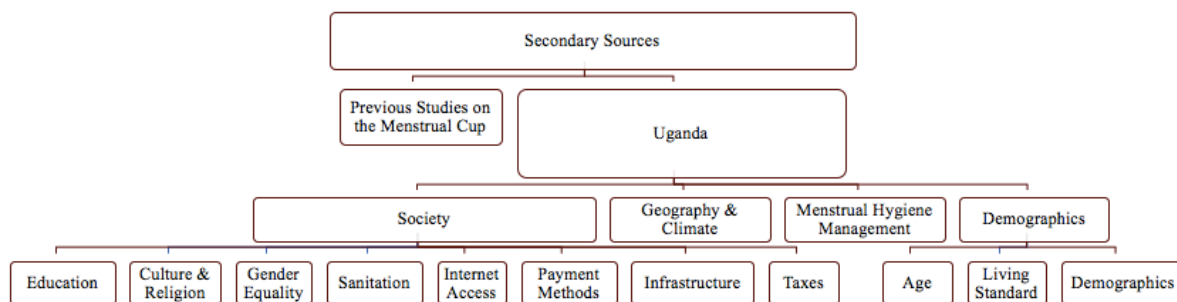 Secondary Sources
Previous Studies on
the Menstrual Cup
Uganda
Society
Geography &
Climate
Menstrual Hygiene
Management
Demographics
Education
Culture &
Religion
Gender
Equality
Sanitation
Internet
Access
Payment
Methods
Infrastructure
Taxes
Age
Living
Standard
Demographics